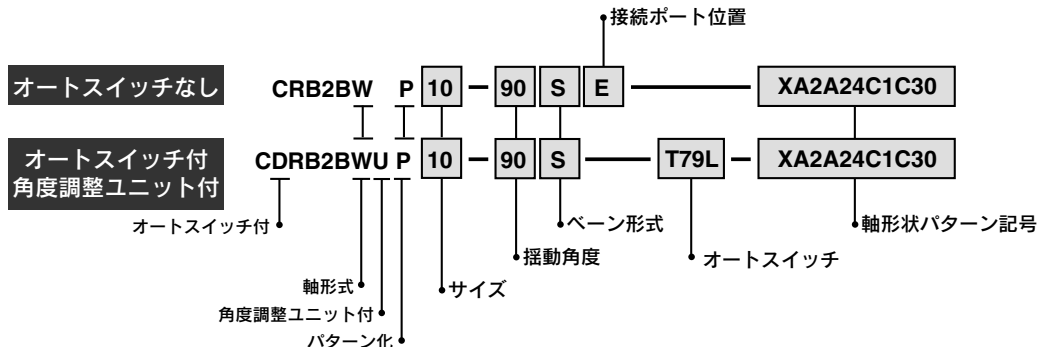 接続ポート位置
オートスイッチなし
CRB2BW P 10 — 90 S E — XA2A24C1C30
オートスイッチ付
角度調整ユニット付
CDRB2BWU P 10 — 90 S — T79L — XA2A24C1C30
オートスイッチ付
軸形式
角度調整ユニット付
パターン化
サイズ
揺動角度
ベーン形式
オートスイッチ
軸形状パターン記号